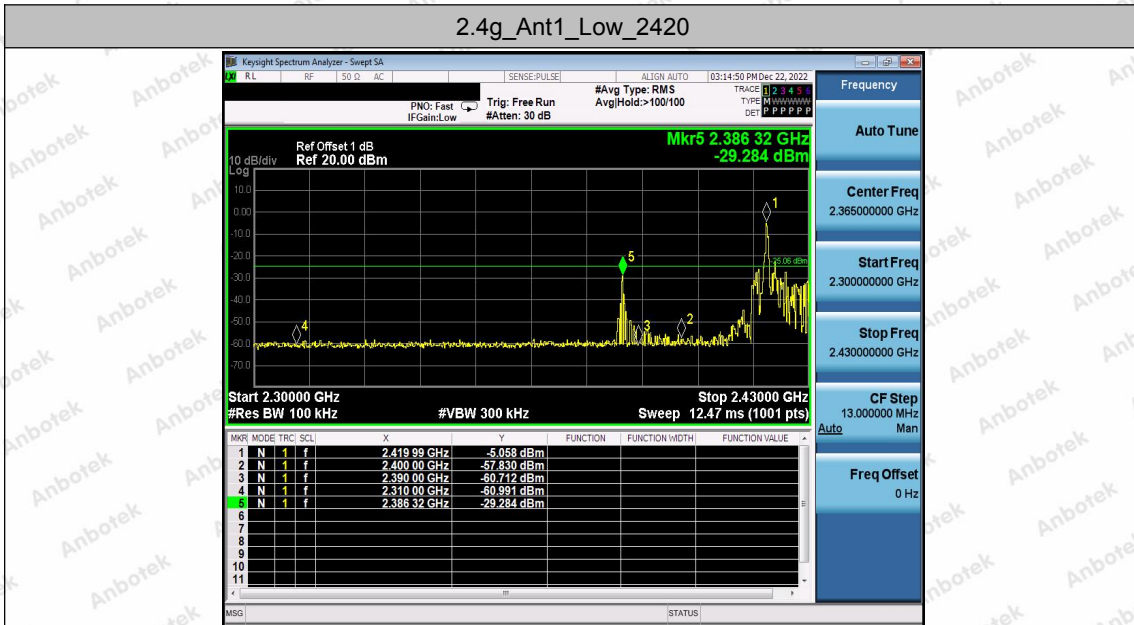 2.4g_Ant1_Low_2420
Keysight Spectrum Analyzer - Swept SA
LXI RL RF 50 Ω AC SENSE:PULSE ALIGN AUTO 03:14:50 PM Dec 22, 2022
PNO: Fast
IFGain:Low
Trig: Free Run
#Atten: 30 dB
#Avg Type: RMS
Avg|Hold:>100/100
TRACE 1 2 3 4 5 6
TYPE M W W W W W
DET P P P P P P
Mkr5 2.386 32 GHz
-29.284 dBm
Ref Offset 1 dB
10 dB/div Ref 20.00 dBm
Log
10.0
0.00
-10.0
-20.0
-30.0
-40.0
-50.0
-60.0
-70.0
1
5
-25.06 dBm
4
3
2
Start 2.30000 GHz Stop 2.43000 GHz
#Res BW 100 kHz #VBW 300 kHz Sweep 12.47 ms (1001 pts)
MKR MODE TRC SCL X Y FUNCTION FUNCTION WIDTH FUNCTION VALUE
1 N 1 f 2.419 99 GHz -5.058 dBm
2 N 1 f 2.400 00 GHz -57.830 dBm
3 N 1 f 2.390 00 GHz -60.712 dBm
4 N 1 f 2.310 00 GHz -60.991 dBm
5 N 1 f 2.386 32 GHz -29.284 dBm
6
7
8
9
10
11
MSG STATUS
Frequency
Auto Tune
Center Freq
2.365000000 GHz
Start Freq
2.300000000 GHz
Stop Freq
2.430000000 GHz
CF Step
13.000000 MHz
Auto Man
Freq Offset
0 Hz
Anbotek